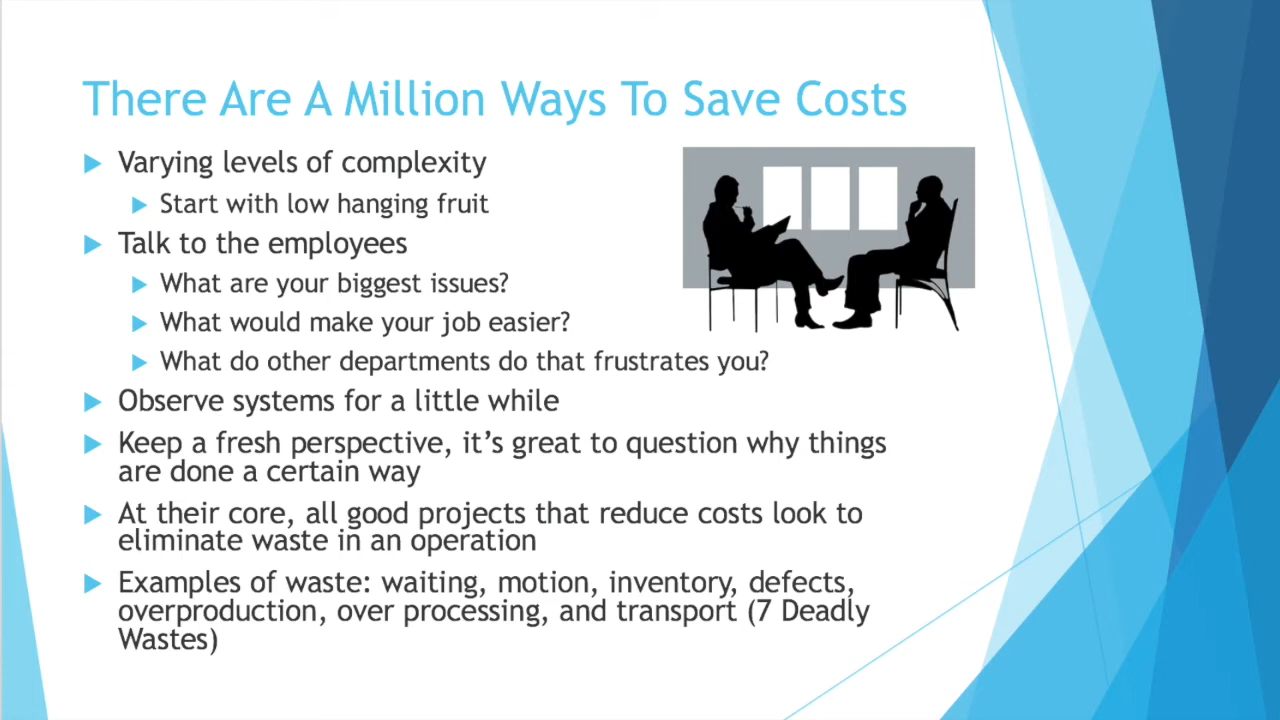 There Are A Million Ways To Save Costs
Varying levels of complexity
Start with low hanging fruit
Talk to the employees
What are your biggest issues?
What would make your job easier?
What do other departments do that frustrates you?
Observe systems for a little while
Keep a fresh perspective, it’s great to question why things
are done a certain way
At their core, all good projects that reduce costs look to
eliminate waste in an operation
Examples of waste: waiting, motion, inventory, defects,
overproduction, over processing, and transport (7 Deadly
Wastes)